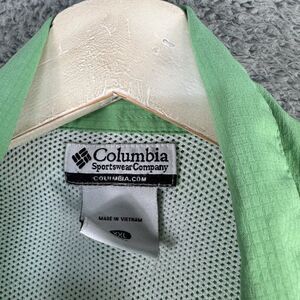 Columbia
Sportswear Company
COLUMBIA.COM
MADE IN VIETNAM
XXL